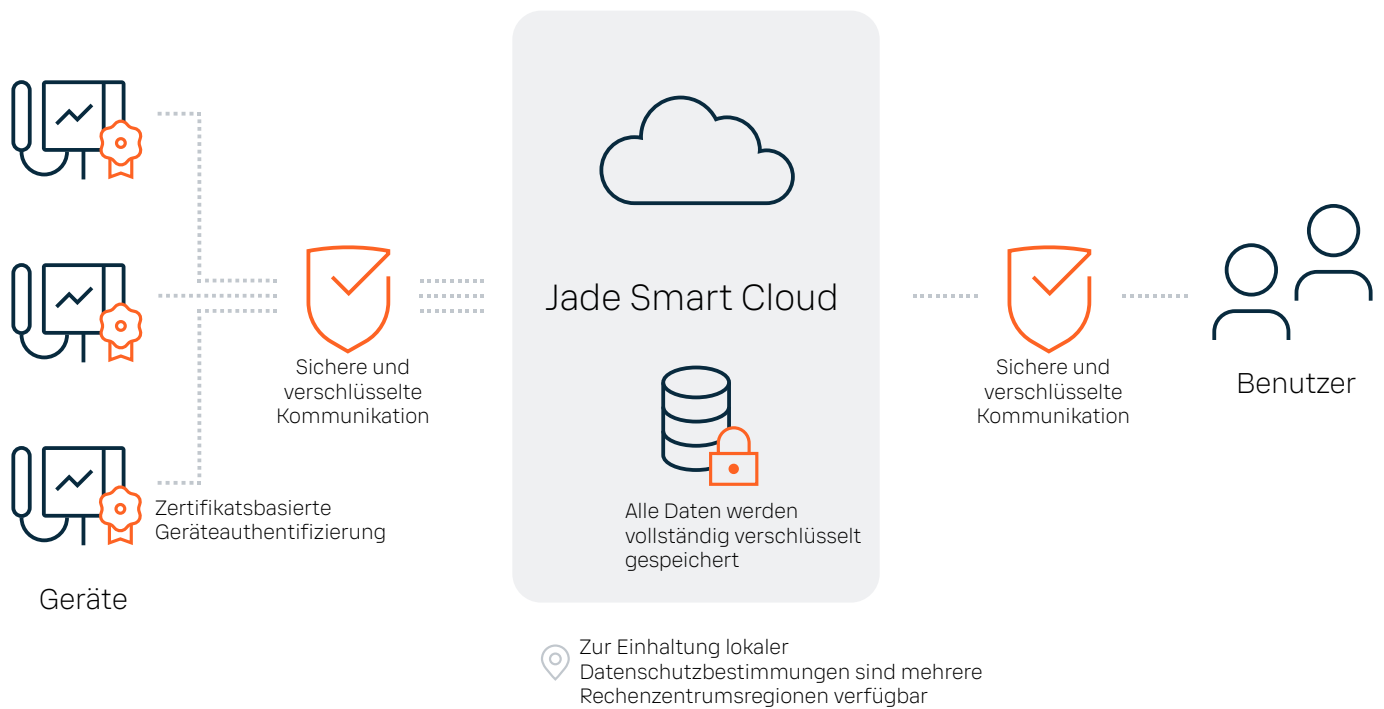 Jade Smart Cloud
Sichere und
verschlüsselte
Kommunikation
Sichere und
verschlüsselte
Kommunikation
Benutzer
Zertifikatsbasierte
Geräteauthentifizierung
Alle Daten werden
vollständig verschlüsselt
gespeichert
Geräte
Zur Einhaltung lokaler
Datenschutzbestimmungen sind mehrere
Rechenzentrumsregionen verfügbar